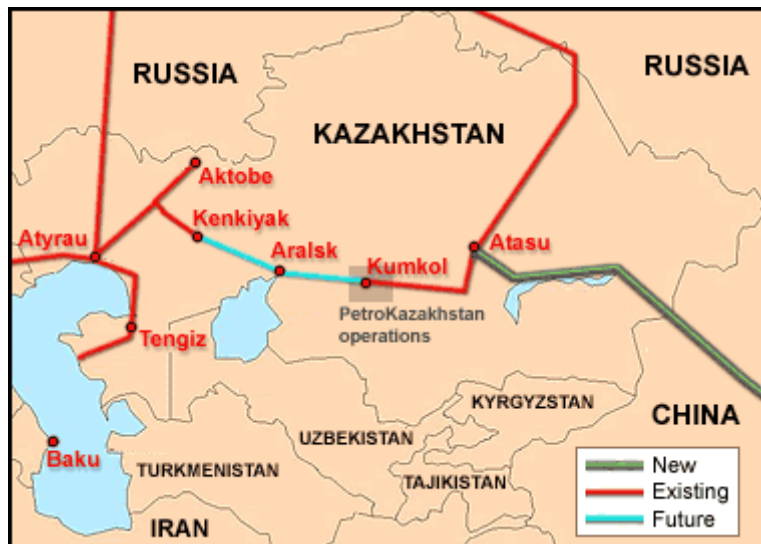 RUSSIA
RUSSIA
KAZAKHSTAN
Aktobe
Kenkiyak
Atyrau
Aralsk
Atasu
Kumkol
PetroKazakhstan
operations
Tengiz
KYRGYZSTAN
CHINA
UZBEKISTAN
Baku
TURKMENISTAN
TAJIKISTAN
IRAN
New
Existing
Future